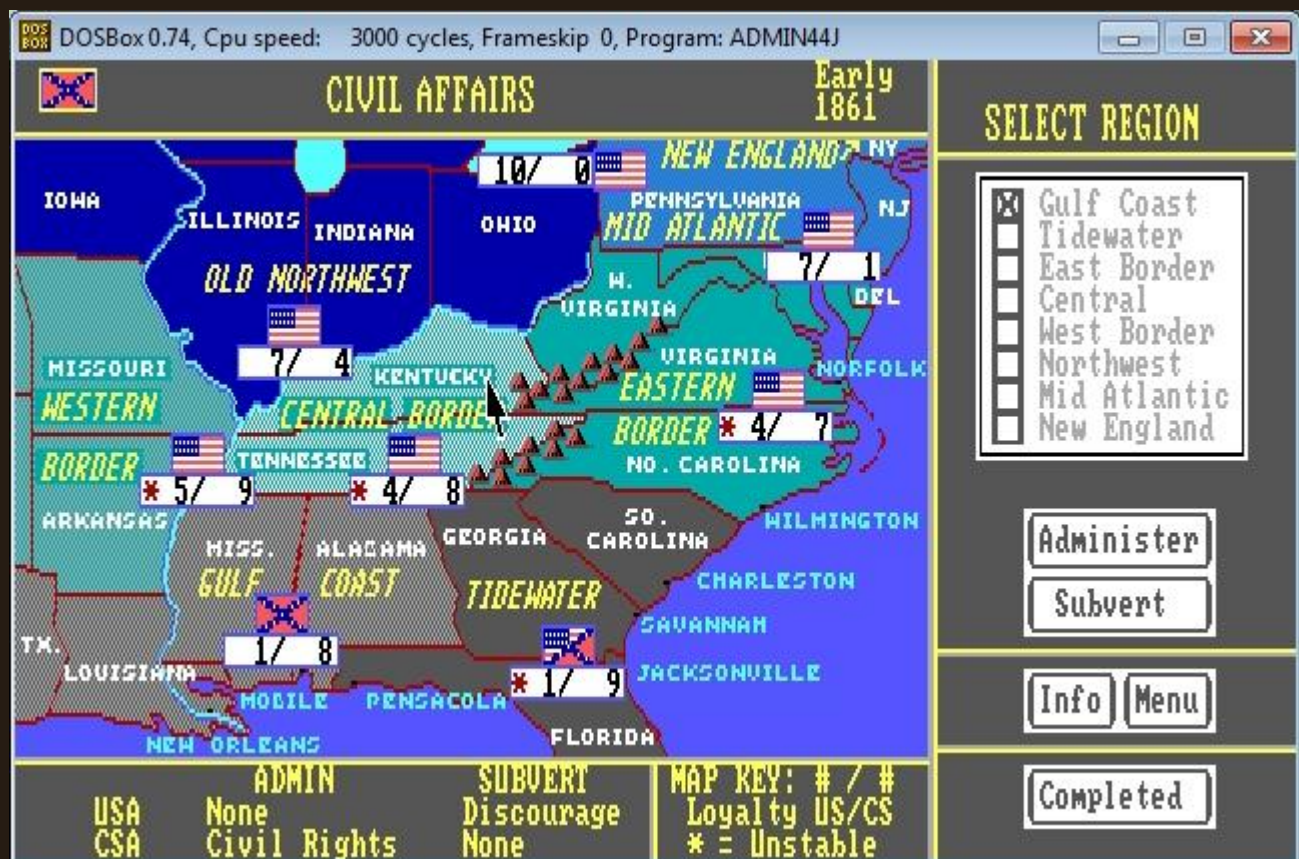 DOS BOX DOSBox 0.74, Cpu speed: 3000 cycles, Frameskip 0, Program: ADMIN44J
CIVIL AFFAIRS
Early
1861
SELECT REGION
10/ 0
NEW ENGLAND?
NY
IOWA
ILLINOIS
INDIANA
OHIO
PENNSYLVANIA
MID ATLANTIC
NJ
OLD NORTHWEST
7/ 1
W.
VIRGINIA
DEL
7/ 4
MISSOURI
KENTUCKY
VIRGINIA
NORFOLK
WESTERN
CENTRAL BORDE
EASTERN
BORDER
* 4/ 7
BORDER
TENNESSEE
NO. CAROLINA
* 5/ 9
* 4/ 8
ARKANSAS
MISS.
ALACAMA
GEORGIA
SO.
CAROLINA
WILMINGTON
GULF COAST
TIDEWATER
CHARLESTON
SAVANNAH
TX.
1/ 8
LOUISIANA
* 1/ 9
JACKSONVILLE
MOBILE
PENSACOLA
NEW ORLEANS
FLORIDA
Gulf Coast
Tidewater
East Border
Central
West Border
Northwest
Mid Atlantic
New England
Administer
Subvert
Info
Menu
Completed
ADMIN SUBVERT
USA None Discourage
CSA Civil Rights None
MAP KEY: # / #
Loyalty US/CS
* = Unstable